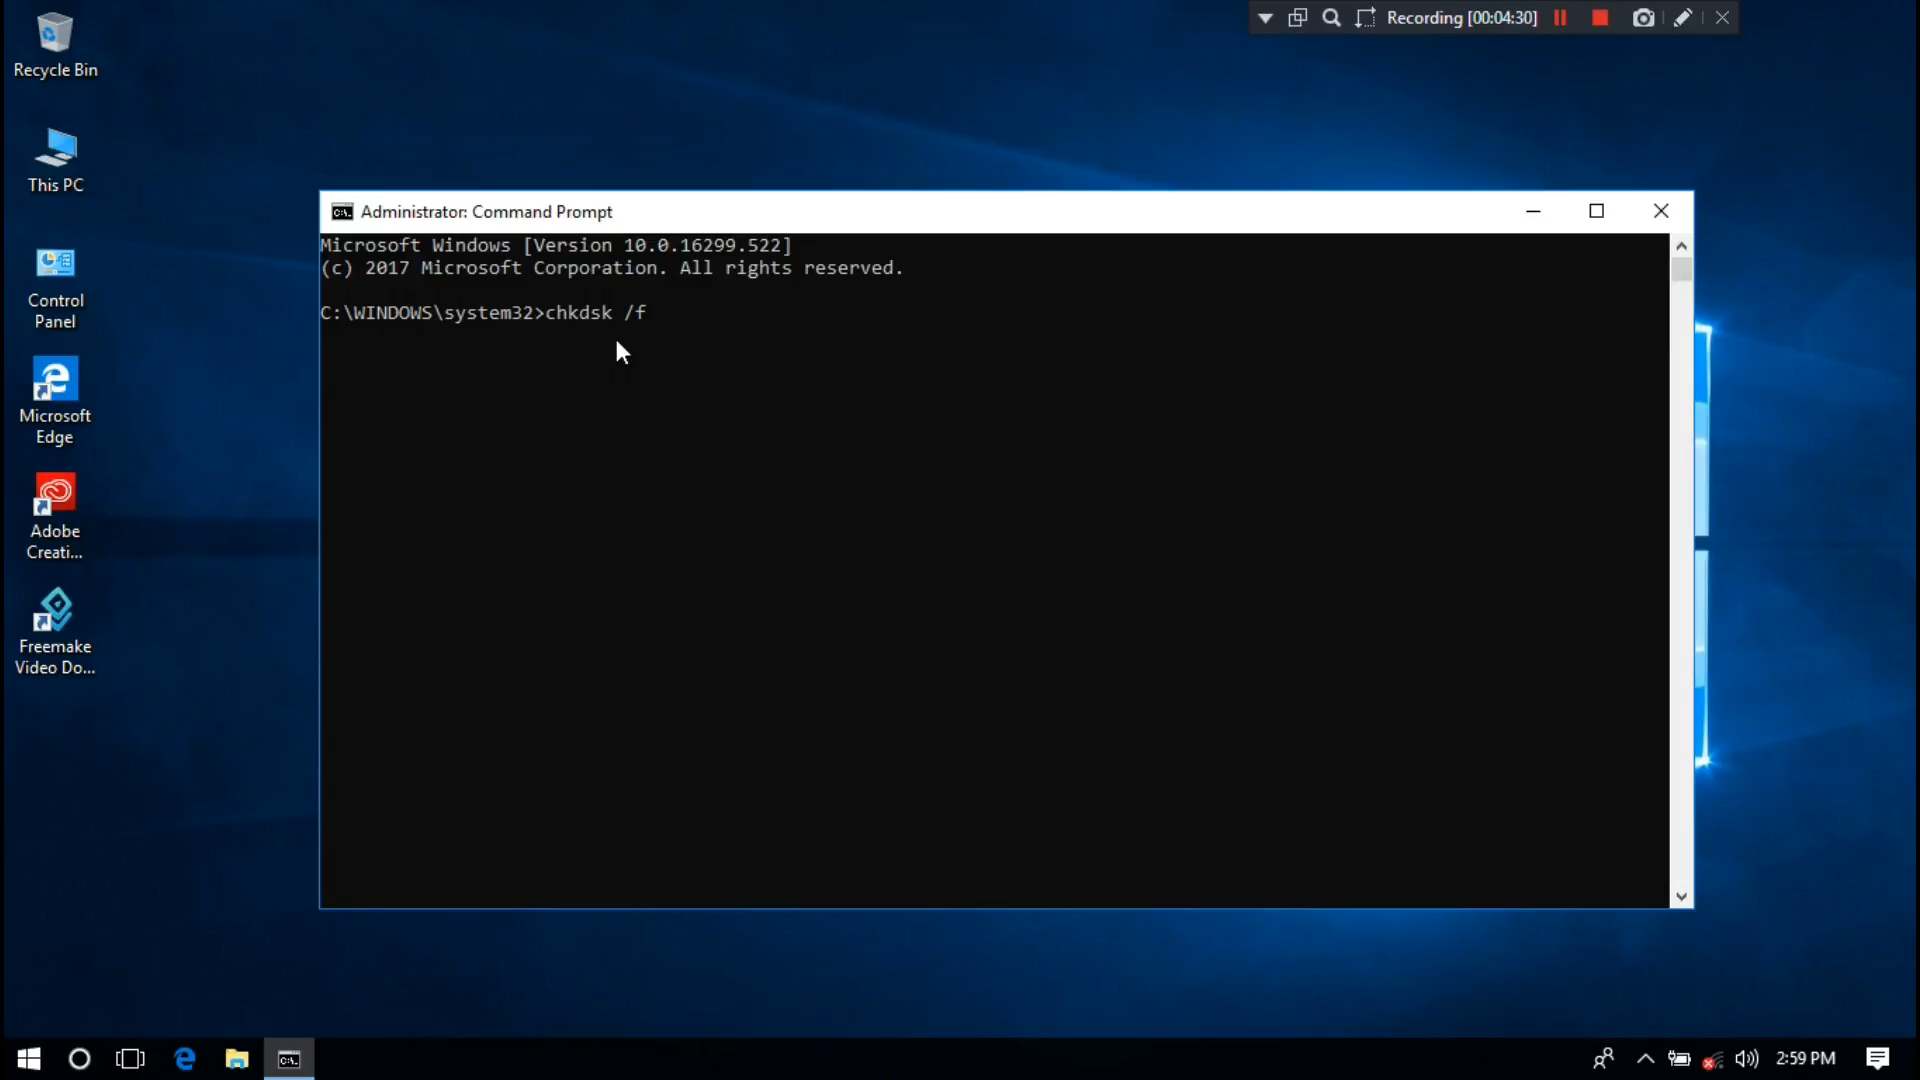 Recording [00:04:30]
Recycle Bin
This PC
Control
Panel
Microsoft
Edge
Adobe
Creati...
Freemake
Video Do...
Administrator: Command Prompt
Microsoft Windows [Version 10.0.16299.522]
(c) 2017 Microsoft Corporation. All rights reserved.
C:\WINDOWS\system32>chkdsk /f
2:59 PM